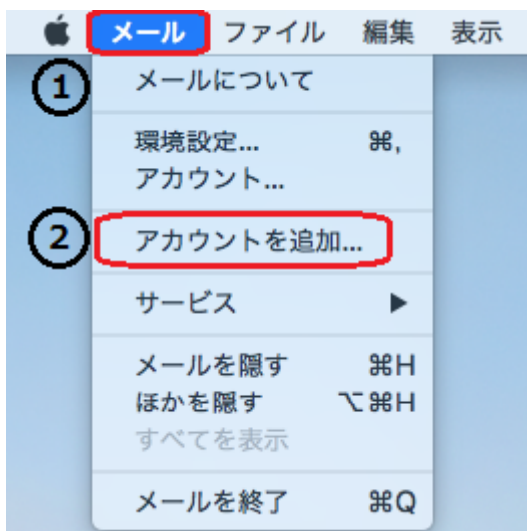 メール ファイル 編集 表示
① メールについて
環境設定... ⌘,
アカウント...
② アカウントを追加...
サービス ▶
メールを隠す ⌘H
ほかを隠す ⌥⌘H
すべてを表示
メールを終了 ⌘Q